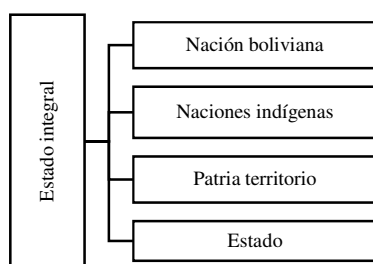 Estado integral
Nación boliviana
Naciones indígenas
Patria territorio
Estado